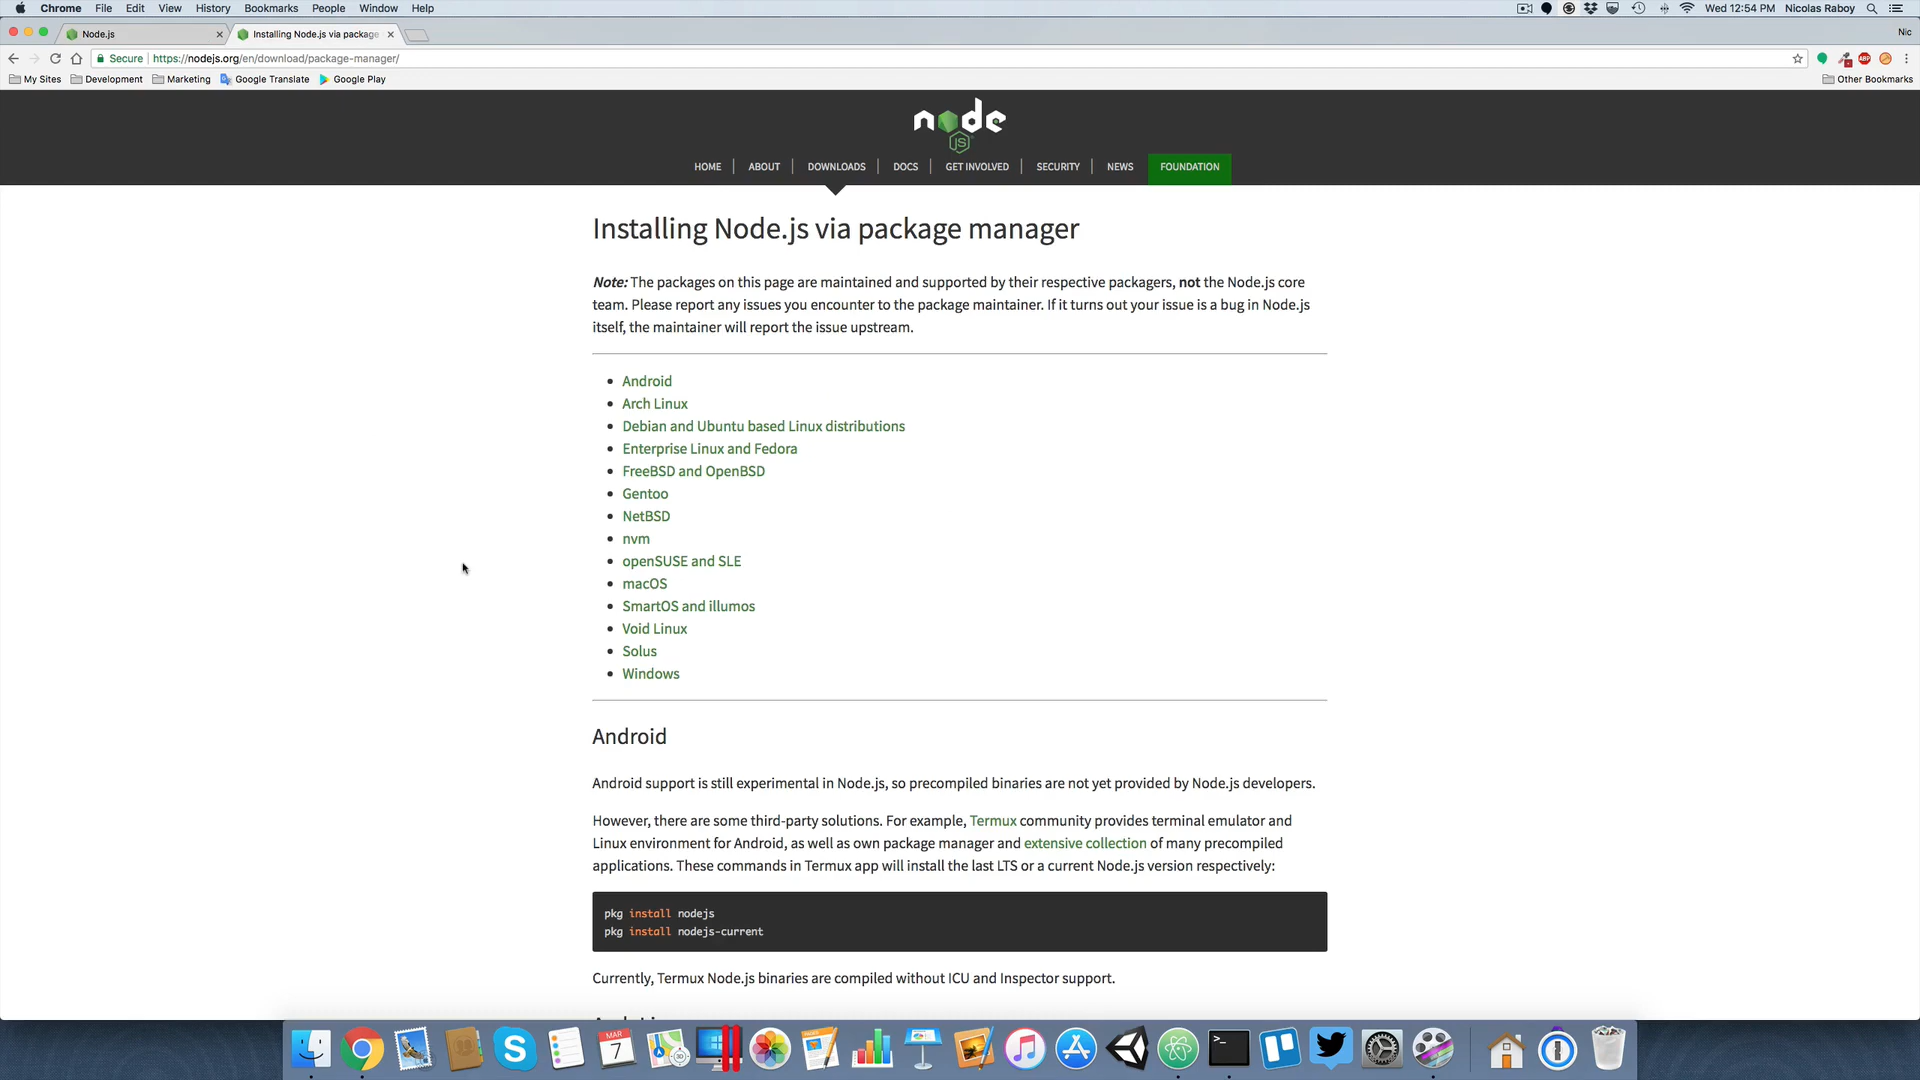 Chrome File Edit View History Bookmarks People Window Help Wed 12:54 PM Nicolas Raboy
Node.js Installing Node.js via package Nic
Secure https://nodejs.org/en/download/package-manager/ ABP
My Sites Development Marketing Google Translate Google Play Other Bookmarks
node
JS
HOME ABOUT DOWNLOADS DOCS GET INVOLVED SECURITY NEWS FOUNDATION
Installing Node.js via package manager
Note: The packages on this page are maintained and supported by their respective packagers, not the Node.js core
team. Please report any issues you encounter to the package maintainer. If it turns out your issue is a bug in Node.js
itself, the maintainer will report the issue upstream.
Android
Arch Linux
Debian and Ubuntu based Linux distributions
Enterprise Linux and Fedora
FreeBSD and OpenBSD
Gentoo
NetBSD
nvm
openSUSE and SLE
macOS
SmartOS and illumos
Void Linux
Solus
Windows
Android
Android support is still experimental in Node.js, so precompiled binaries are not yet provided by Node.js developers.
However, there are some third-party solutions. For example, Termux community provides terminal emulator and
Linux environment for Android, as well as own package manager and extensive collection of many precompiled
applications. These commands in Termux app will install the last LTS or a current Node.js version respectively:
pkg install nodejs
pkg install nodejs-current
Currently, Termux Node.js binaries are compiled without ICU and Inspector support.
MAR
7